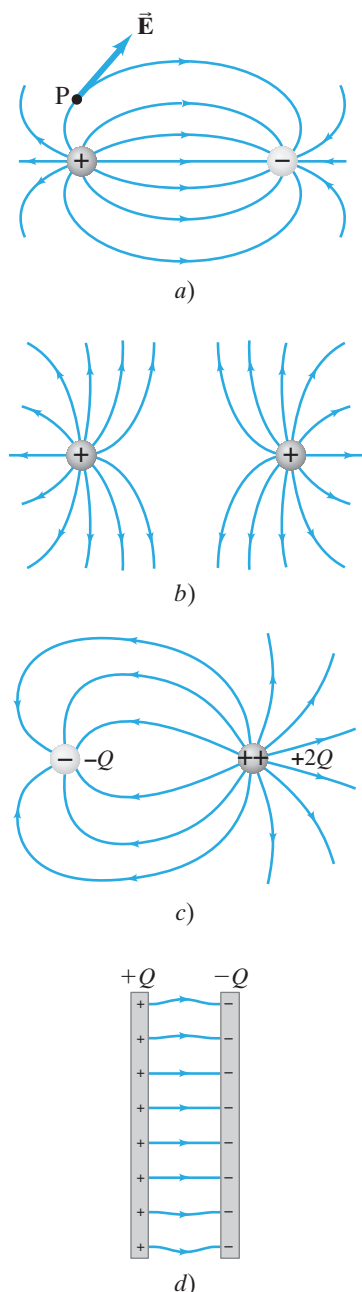 E
P
+ −
a)
+ +
b)
− −Q ++ +2Q
c)
+Q −Q
+ −
+ −
+ −
+ −
+ −
+ −
+ −
+ −
d)